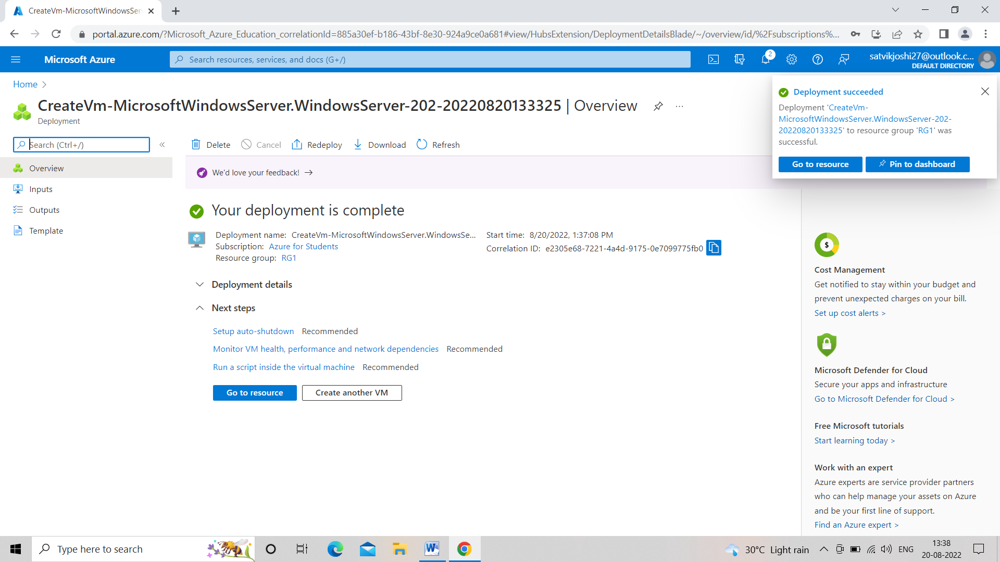 CreateVm-MicrosoftWindowsSer
portal.azure.com/?Microsoft_Azure_Education_correlationId=885a30ef-b186-43bf-8e30-924a9ce0a681#view/HubsExtension/DeploymentDetailsBlade/~/overview/id/%2Fsubscriptions%...
Microsoft Azure
Search resources, services, and docs (G+/)
2
satvikjoshi27@outlook.c...
DEFAULT DIRECTORY
Home
CreateVm-MicrosoftWindowsServer.WindowsServer-202-20220820133325 | Overview
Deployment
Deployment succeeded
Deployment 'CreateVm-
MicrosoftWindowsServer.WindowsServer-202-
20220820133325' to resource group 'RG1' was
successful.
Go to resource
Pin to dashboard
Search (Ctrl+/)
Overview
Inputs
Outputs
Template
Delete
Cancel
Redeploy
Download
Refresh
We'd love your feedback!
Your deployment is complete
Deployment name: CreateVm-MicrosoftWindowsServer.WindowsSe...
Subscription: Azure for Students
Resource group: RG1
Start time: 8/20/2022, 1:37:08 PM
Correlation ID: e2305e68-7221-4a4d-9175-0e7099775fb0
Deployment details
Next steps
Setup auto-shutdown Recommended
Monitor VM health, performance and network dependencies Recommended
Run a script inside the virtual machine Recommended
Go to resource
Create another VM
Cost Management
Get notified to stay within your budget and
prevent unexpected charges on your bill.
Set up cost alerts >
Microsoft Defender for Cloud
Secure your apps and infrastructure
Go to Microsoft Defender for Cloud >
Free Microsoft tutorials
Start learning today >
Work with an expert
Azure experts are service provider partners
who can help manage your assets on Azure
and be your first line of support.
Find an Azure expert >
Type here to search
30°C Light rain
ENG
13:38
20-08-2022